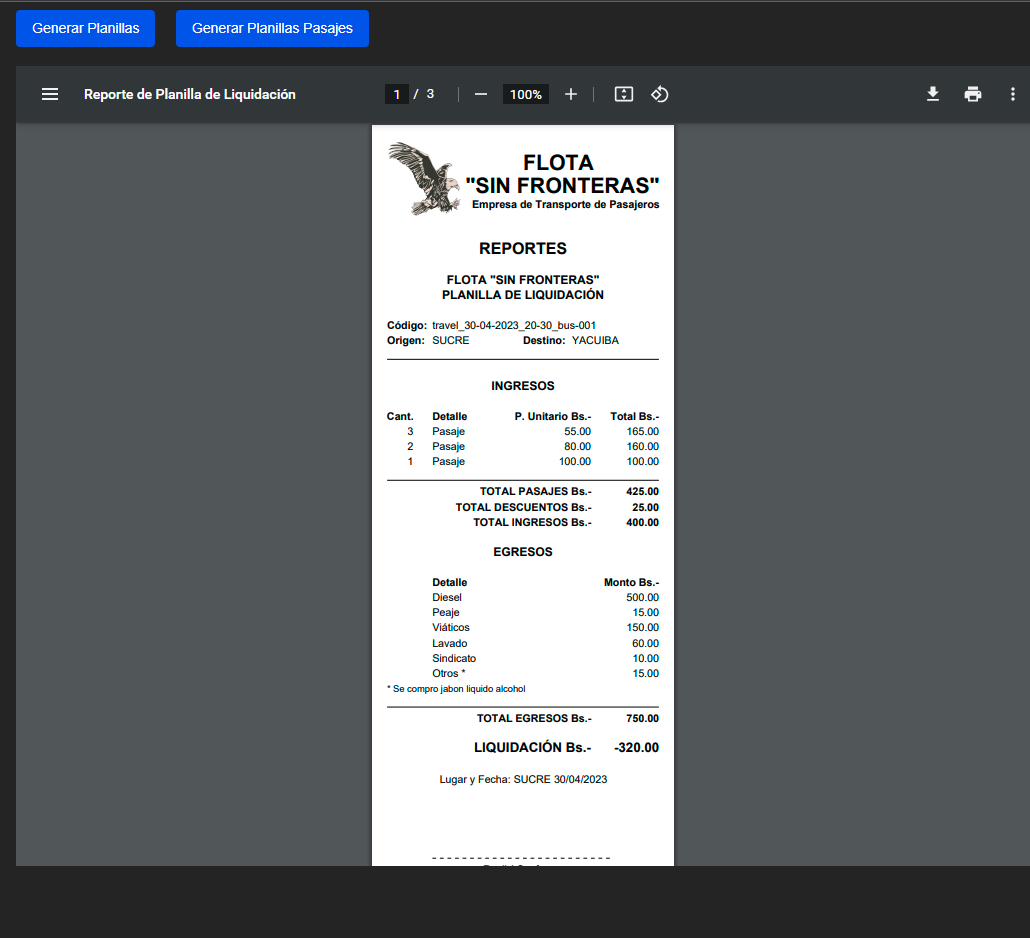 Generar Planillas Generar Planillas Pasajes
Reporte de Planilla de Liquidación 1 / 3 100%
FLOTA
"SIN FRONTERAS"
Empresa de Transporte de Pasajeros
REPORTES
FLOTA "SIN FRONTERAS"
PLANILLA DE LIQUIDACIÓN
Código: travel_30-04-2023_20-30_bus-001
Origen: SUCRE Destino: YACUIBA
INGRESOS
Cant. Detalle P. Unitario Bs.- Total Bs.-
3 Pasaje 55.00 165.00
2 Pasaje 80.00 160.00
1 Pasaje 100.00 100.00
TOTAL PASAJES Bs.- 425.00
TOTAL DESCUENTOS Bs.- 25.00
TOTAL INGRESOS Bs.- 400.00
EGRESOS
Detalle Monto Bs.-
Diesel 500.00
Peaje 15.00
Viáticos 150.00
Lavado 60.00
Sindicato 10.00
Otros * 15.00
* Se compro jabon liquido alcohol
TOTAL EGRESOS Bs.- 750.00
LIQUIDACIÓN Bs.- -320.00
Lugar y Fecha: SUCRE 30/04/2023